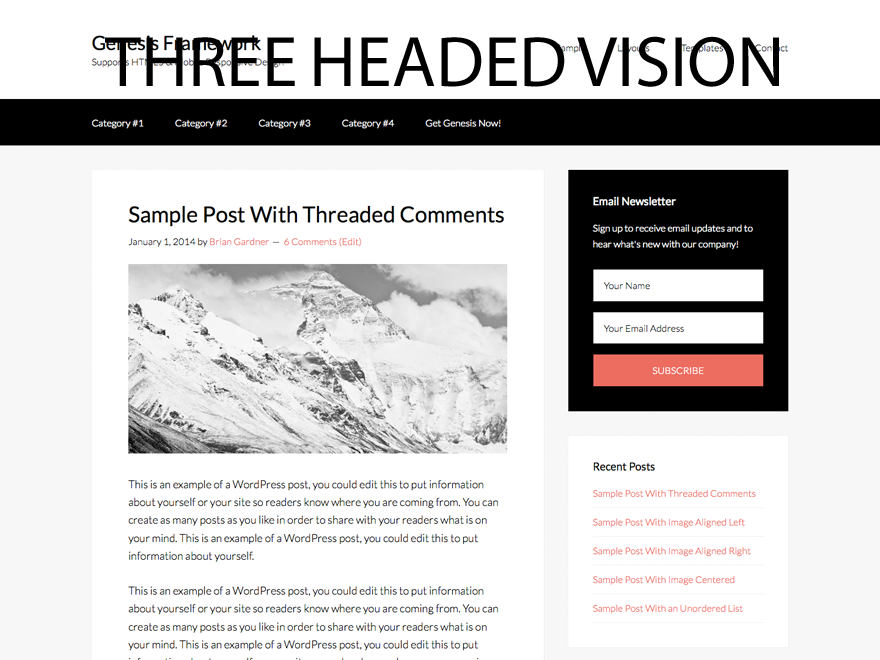 THREE HEADED VISION
Genesis Framework
Sample Layouts Templates Contact
Category #1 Category #2 Category #3 Category #4 Get Genesis Now!
Sample Post With Threaded Comments
January 1, 2014 by Brian Gardner — 6 Comments (Edit)
This is an example of a WordPress post, you could edit this to put information
about yourself or your site so readers know where you are coming from. You can
create as many posts as you like in order to share with your readers what is on
your mind. This is an example of a WordPress post, you could edit this to put
information about yourself.
This is an example of a WordPress post, you could edit this to put information
about yourself or your site so readers know where you are coming from. You can
create as many posts as you like in order to share with your readers what is on
your mind. This is an example of a WordPress post, you could edit this to put
Email Newsletter
Sign up to receive email updates and to
hear what's new with our company!
Your Name
Your Email Address
SUBSCRIBE
Recent Posts
Sample Post With Threaded Comments
Sample Post With Image Aligned Left
Sample Post With Image Aligned Right
Sample Post With Image Centered
Sample Post With an Unordered List